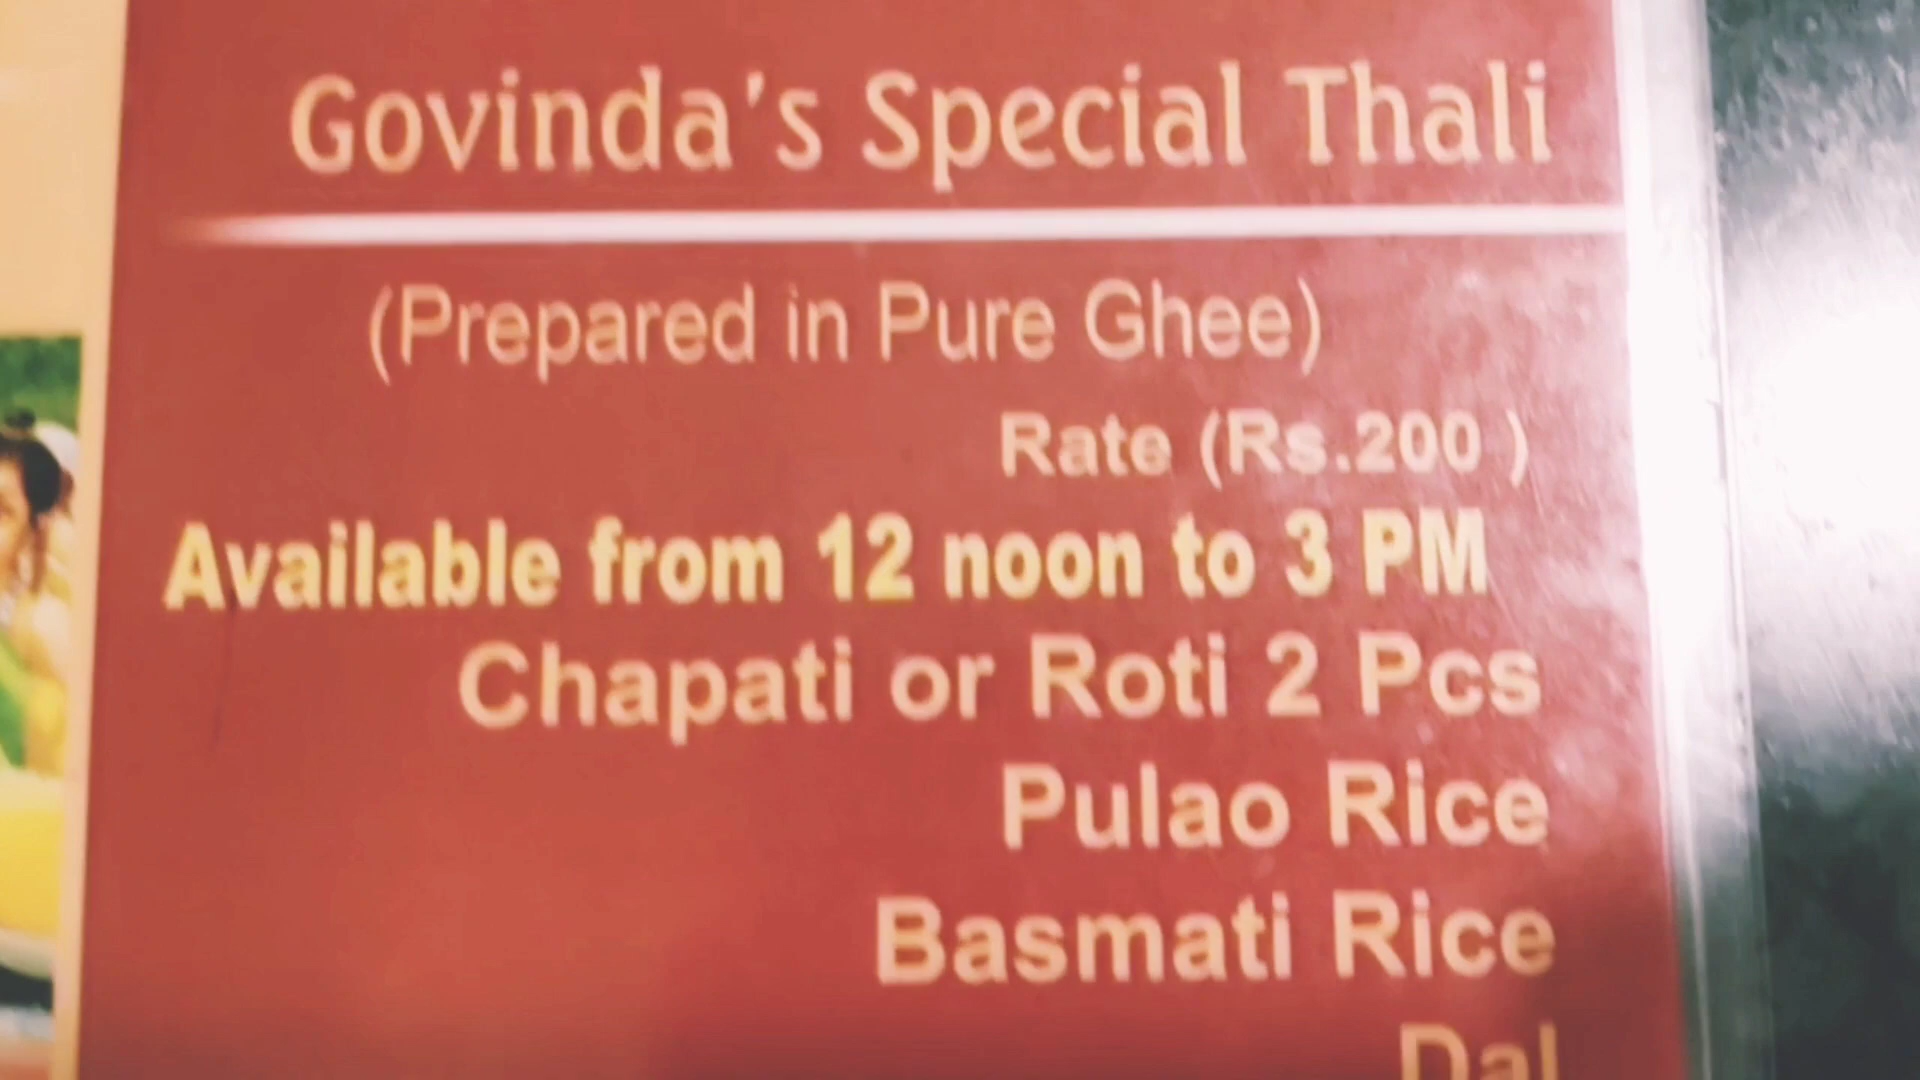 Govinda's Special Thali
(Prepared in Pure Ghee)
Rate (Rs.200 )
Available from 12 noon to 3 PM
Chapati or Roti 2 Pcs
Pulao Rice
Basmati Rice
Dal